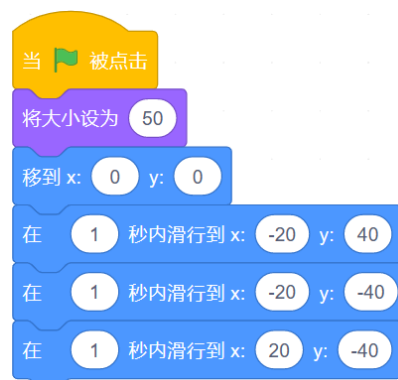 当 被点击
将大小设为 50
移到 x: 0 y: 0
在 1 秒内滑行到 x: -20 y: 40
在 1 秒内滑行到 x: -20 y: -40
在 1 秒内滑行到 x: 20 y: -40